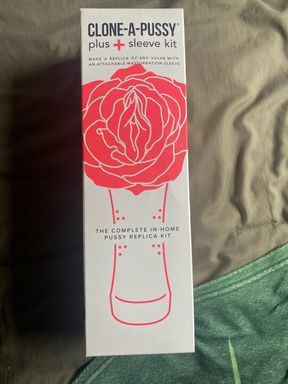 CLONE-A-PUSSY®
plus + sleeve kit
MAKE A REPLICA OF ANY VULVA WITH
AN ATTACHABLE MASTURBATION SLEEVE
THE COMPLETE IN-HOME
PUSSY REPLICA KIT